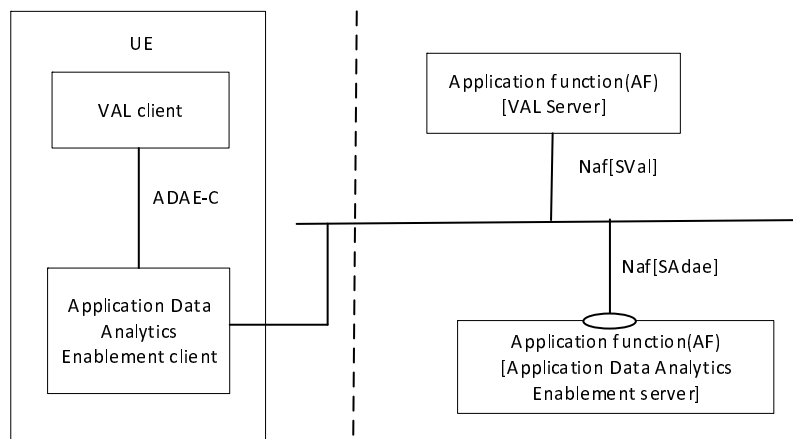 UE
VAL client
ADAE-C
Application Data
Analytics
Enablement client
Application function(AF)
[VAL Server]
Naf[SVal]
Naf[SAdae]
Application function(AF)
[Application Data Analytics
Enablement server]